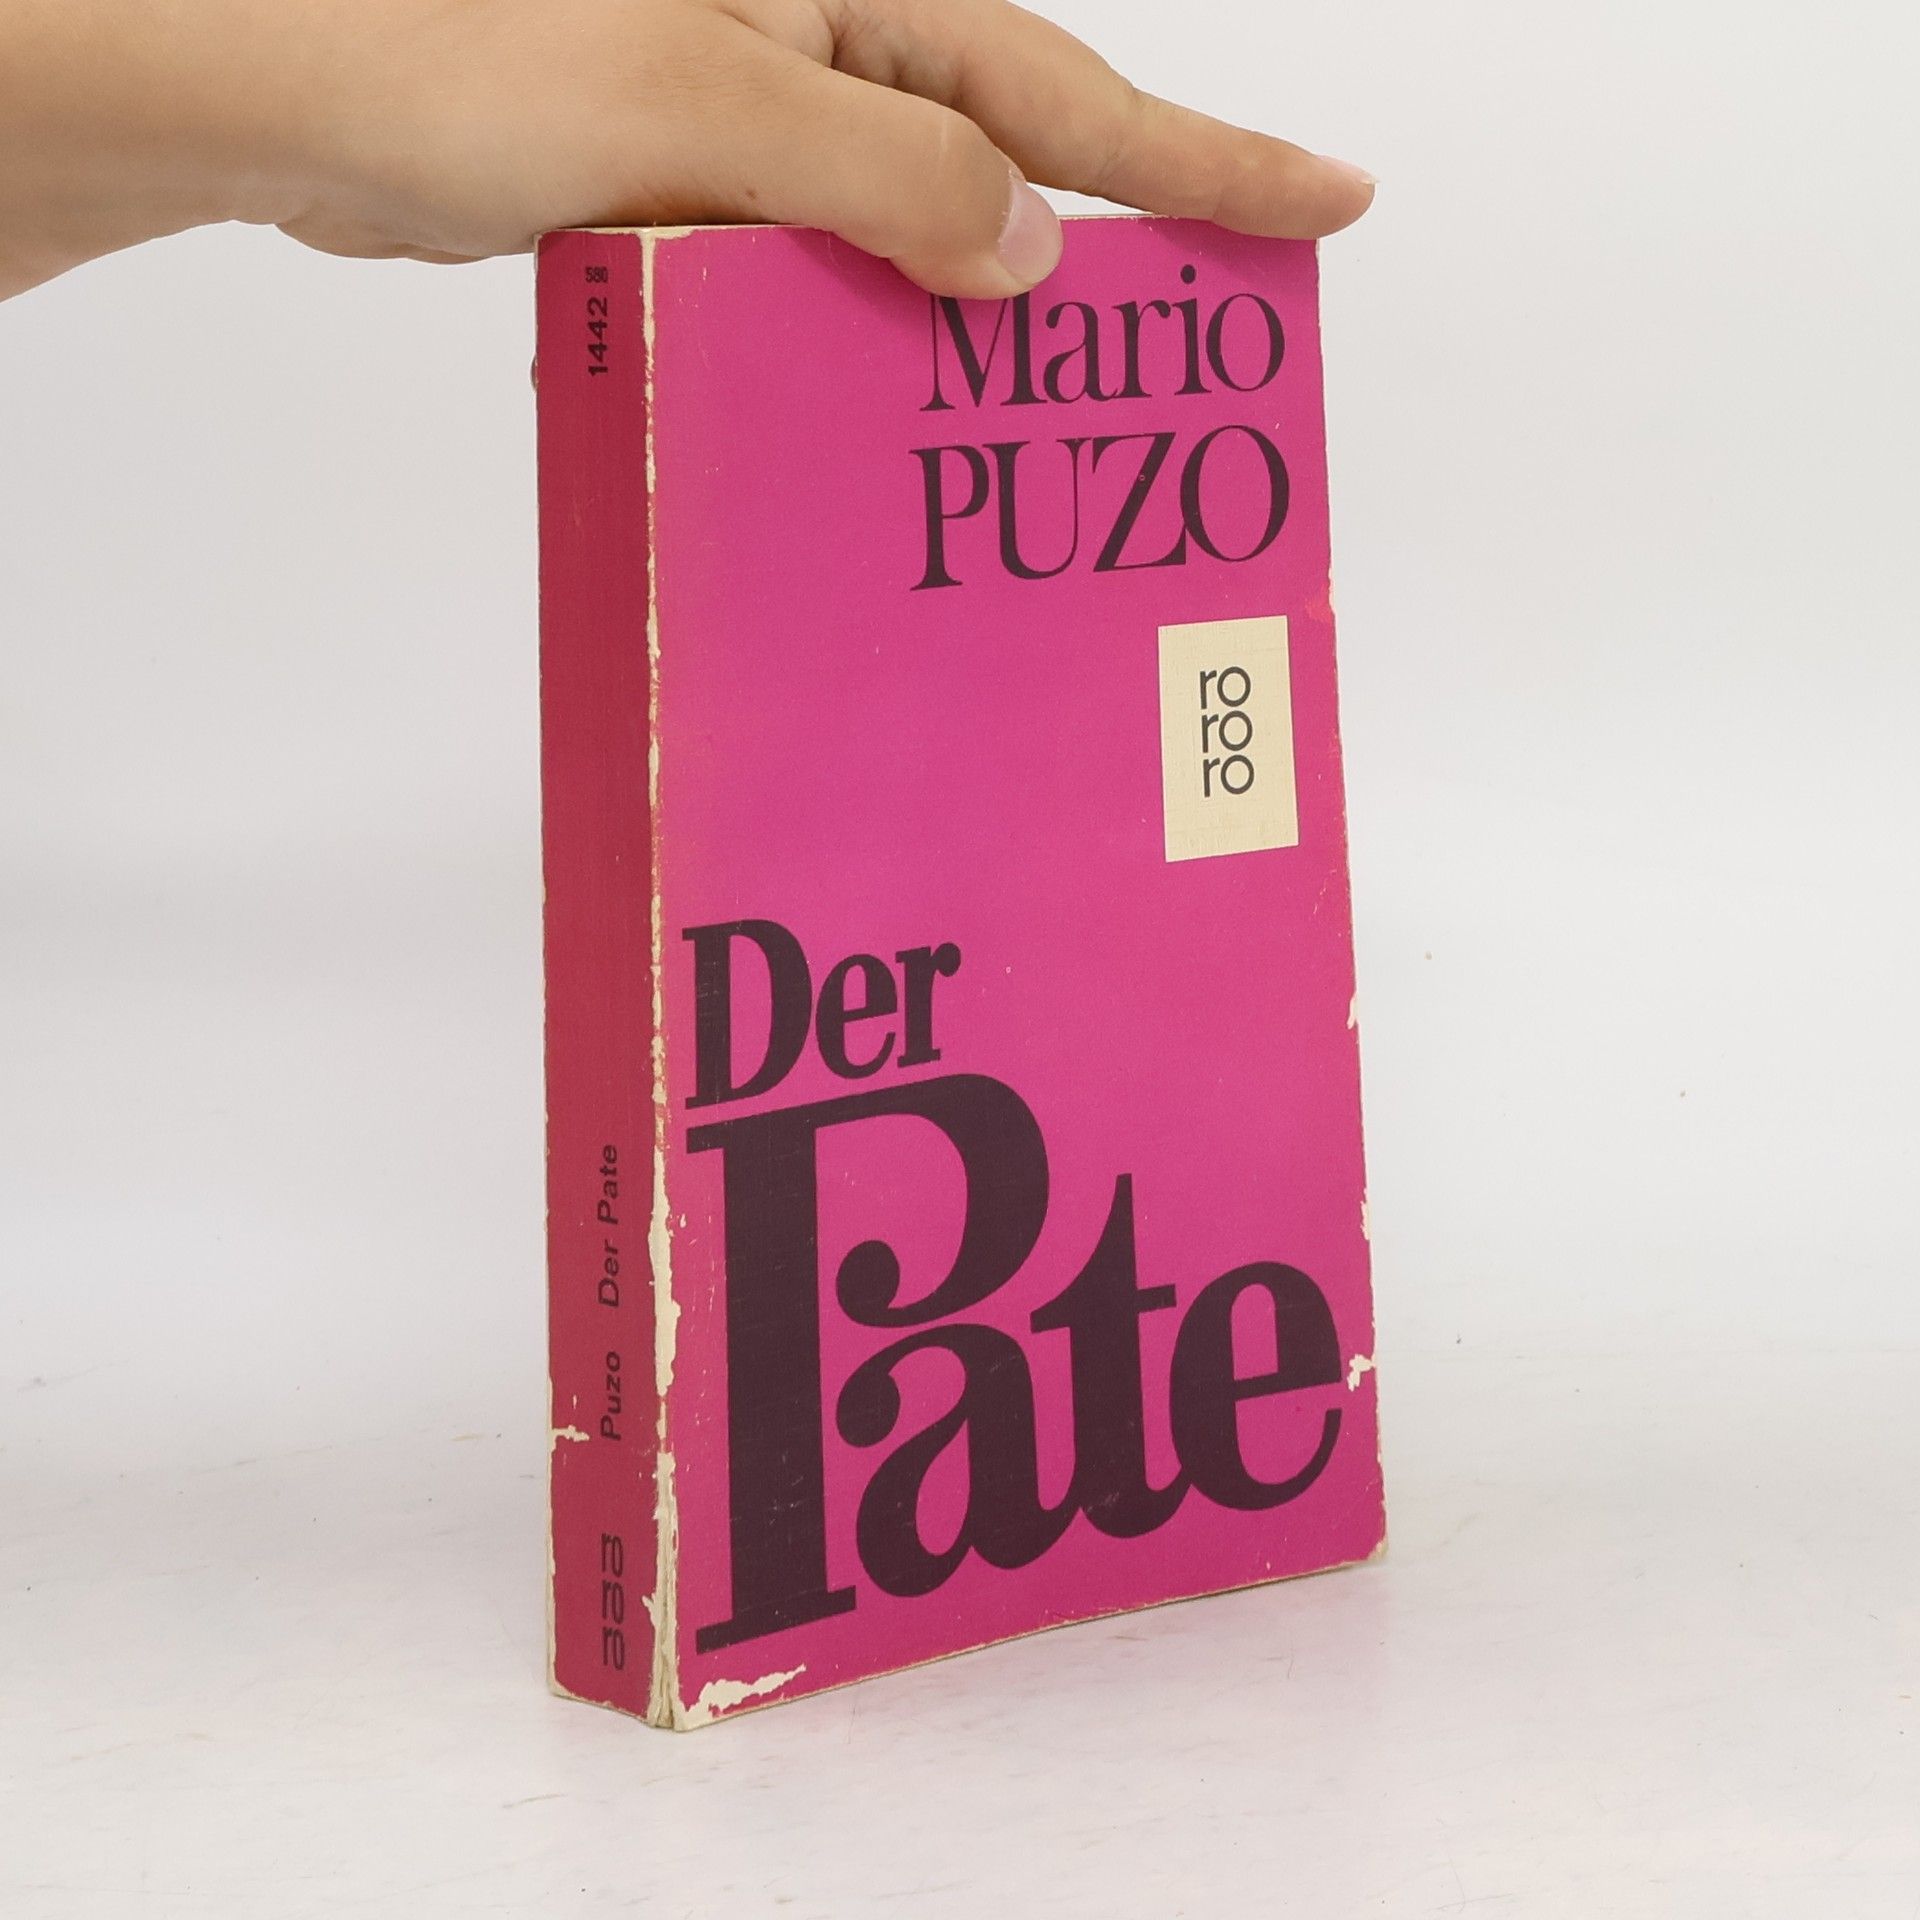 Mario
PUZO
ro
ro
ro
Der
Pate
1442
580
Puzo Der Pate
ro
ro
ro